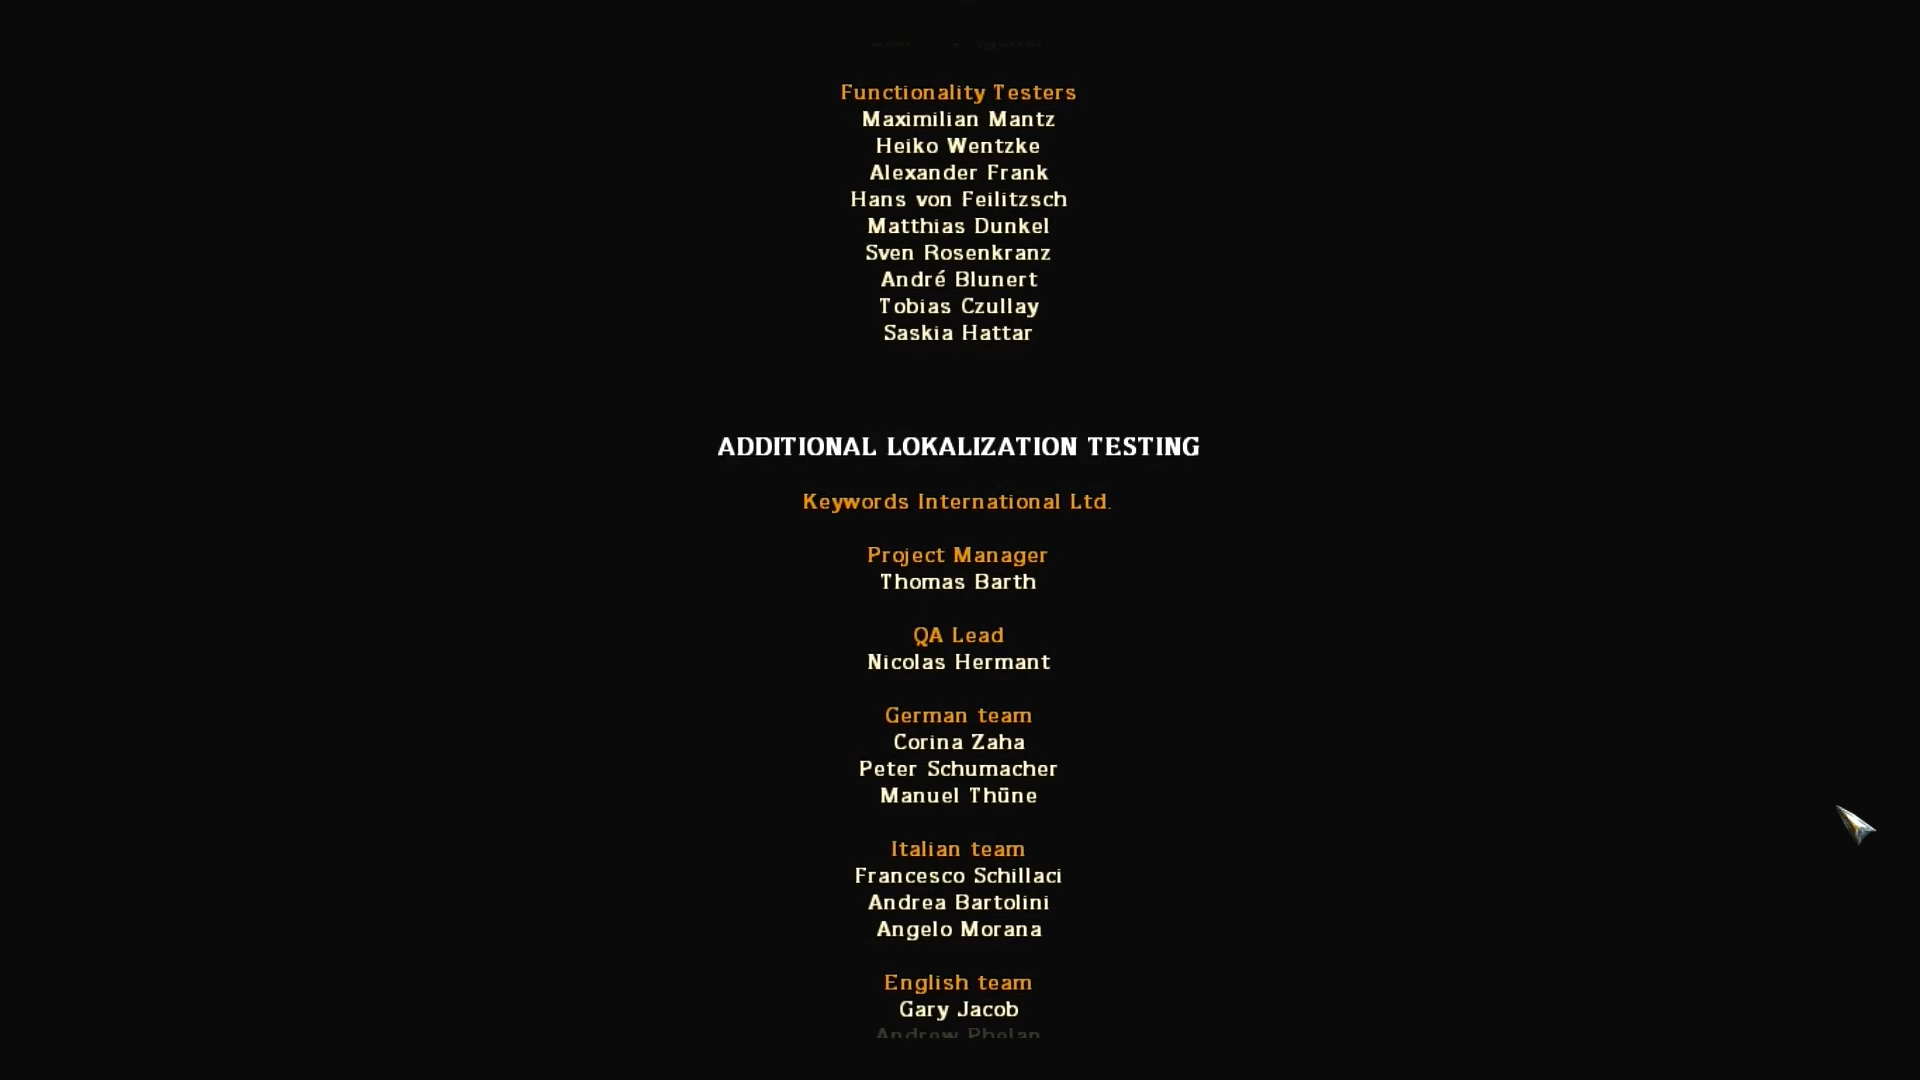 Functionality Testers
Maximilian Mantz
Heiko Wentzke
Alexander Frank
Hans von Feilitzsch
Matthias Dunkel
Sven Rosenkranz
André Blunert
Tobias Czullay
Saskia Hattar
ADDITIONAL LOKALIZATION TESTING
Keywords International Ltd.
Project Manager
Thomas Barth
QA Lead
Nicolas Hermant
German team
Corina Zaha
Peter Schumacher
Manuel Thüne
Italian team
Francesco Schillaci
Andrea Bartolini
Angelo Morana
English team
Gary Jacob
Andrew Phelan